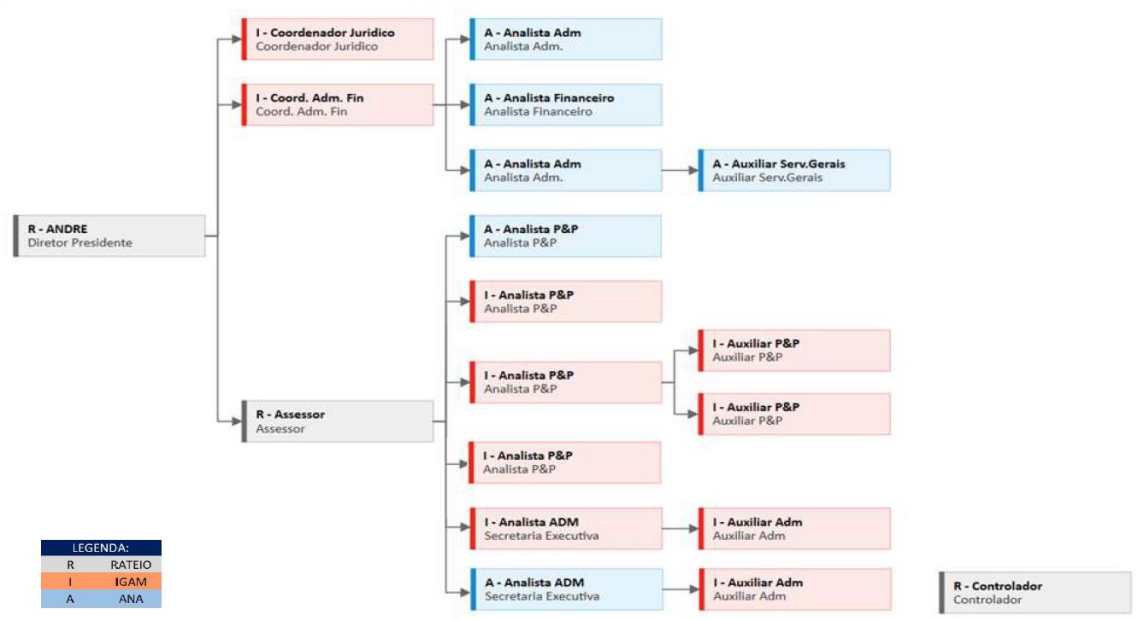 I - Coordenador Juridico
Coordenador Juridico
A - Analista Adm
Analista Adm.
I - Coord. Adm. Fin
Coord. Adm. Fin
A - Analista Financeiro
Analista Financeiro
A - Analista Adm
Analista Adm.
A - Auxiliar Serv.Gerais
Auxiliar Serv.Gerais
R - ANDRE
Diretor Presidente
A - Analista P&P
Analista P&P
I - Analista P&P
Analista P&P
I - Auxiliar P&P
Auxiliar P&P
I - Analista P&P
Analista P&P
I - Auxiliar P&P
Auxiliar P&P
R - Assessor
Assessor
I - Analista P&P
Analista P&P
I - Analista ADM
Secretaria Executiva
I - Auxiliar Adm
Auxiliar Adm
A - Analista ADM
Secretaria Executiva
I - Auxiliar Adm
Auxiliar Adm
R - Controlador
Controlador
LEGENDA:
R RATEIO
I IGAM
A ANA